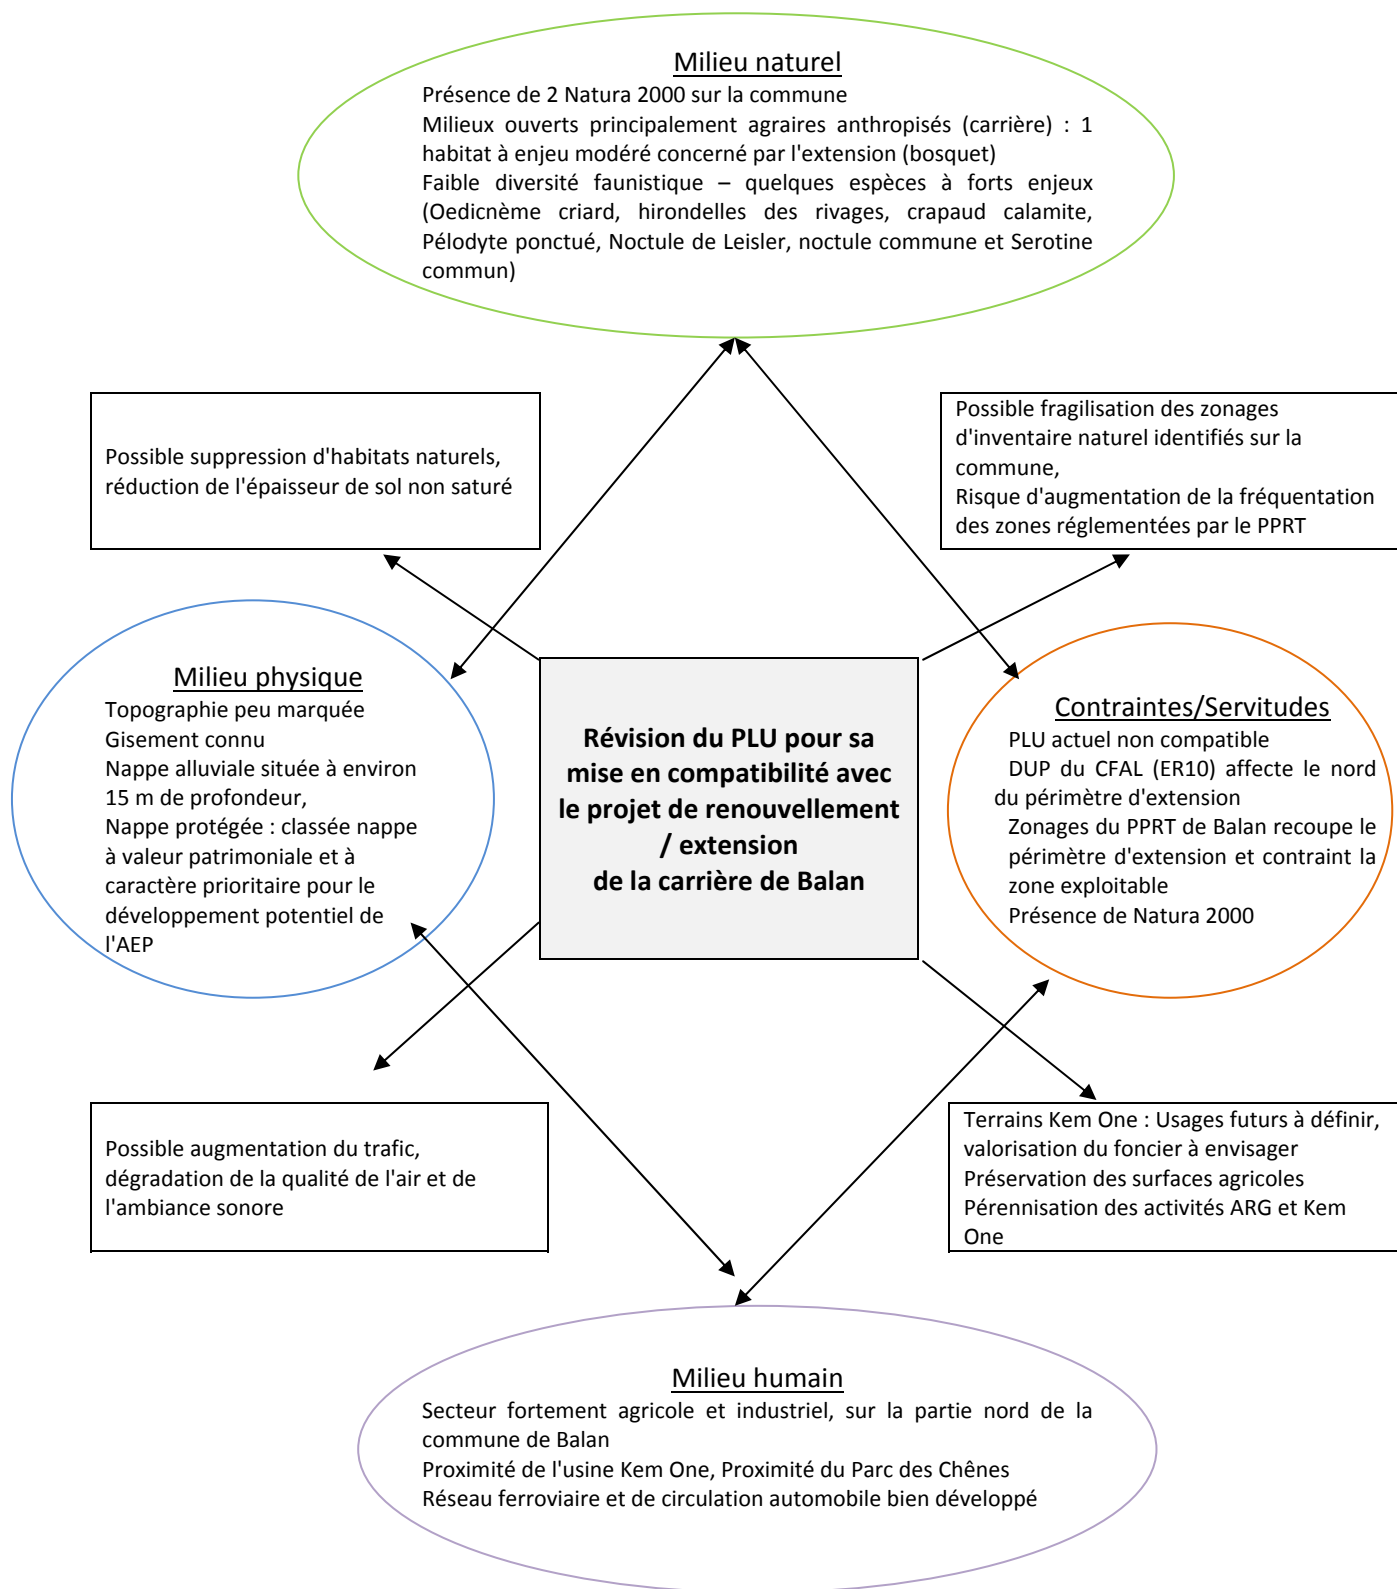 Milieu naturel
Présence de 2 Natura 2000 sur la commune
Milieux ouverts principalement agraires anthropisés (carrière) : 1
habitat à enjeu modéré concerné par l'extension (bosquet)
Faible diversité faunistique – quelques espèces à forts enjeux
(Oedicnème criard, hirondelles des rivages, crapaud calamite,
Pélodyte ponctué, Noctule de Leisler, noctule commune et Serotine
commun)
Possible suppression d'habitats naturels,
réduction de l'épaisseur de sol non saturé
Possible fragilisation des zonages
d'inventaire naturel identifiés sur la
commune,
Risque d'augmentation de la fréquentation
des zones réglementées par le PPRT
Milieu physique
Topographie peu marquée
Gisement connu
Nappe alluviale située à environ
15 m de profondeur,
Nappe protégée : classée nappe
à valeur patrimoniale et à
caractère prioritaire pour le
développement potentiel de
l'AEP
Révision du PLU pour sa
mise en compatibilité avec
le projet de renouvellement
/ extension
de la carrière de Balan
Contraintes/Servitudes
PLU actuel non compatible
DUP du CFAL (ER10) affecte le nord
du périmètre d'extension
Zonages du PPRT de Balan recoupe le
périmètre d'extension et contraint la
zone exploitable
Présence de Natura 2000
Possible augmentation du trafic,
dégradation de la qualité de l'air et de
l'ambiance sonore
Terrains Kem One : Usages futurs à définir,
valorisation du foncier à envisager
Préservation des surfaces agricoles
Pérennisation des activités ARG et Kem
One
Milieu humain
Secteur fortement agricole et industriel, sur la partie nord de la
commune de Balan
Proximité de l'usine Kem One, Proximité du Parc des Chênes
Réseau ferroviaire et de circulation automobile bien développé